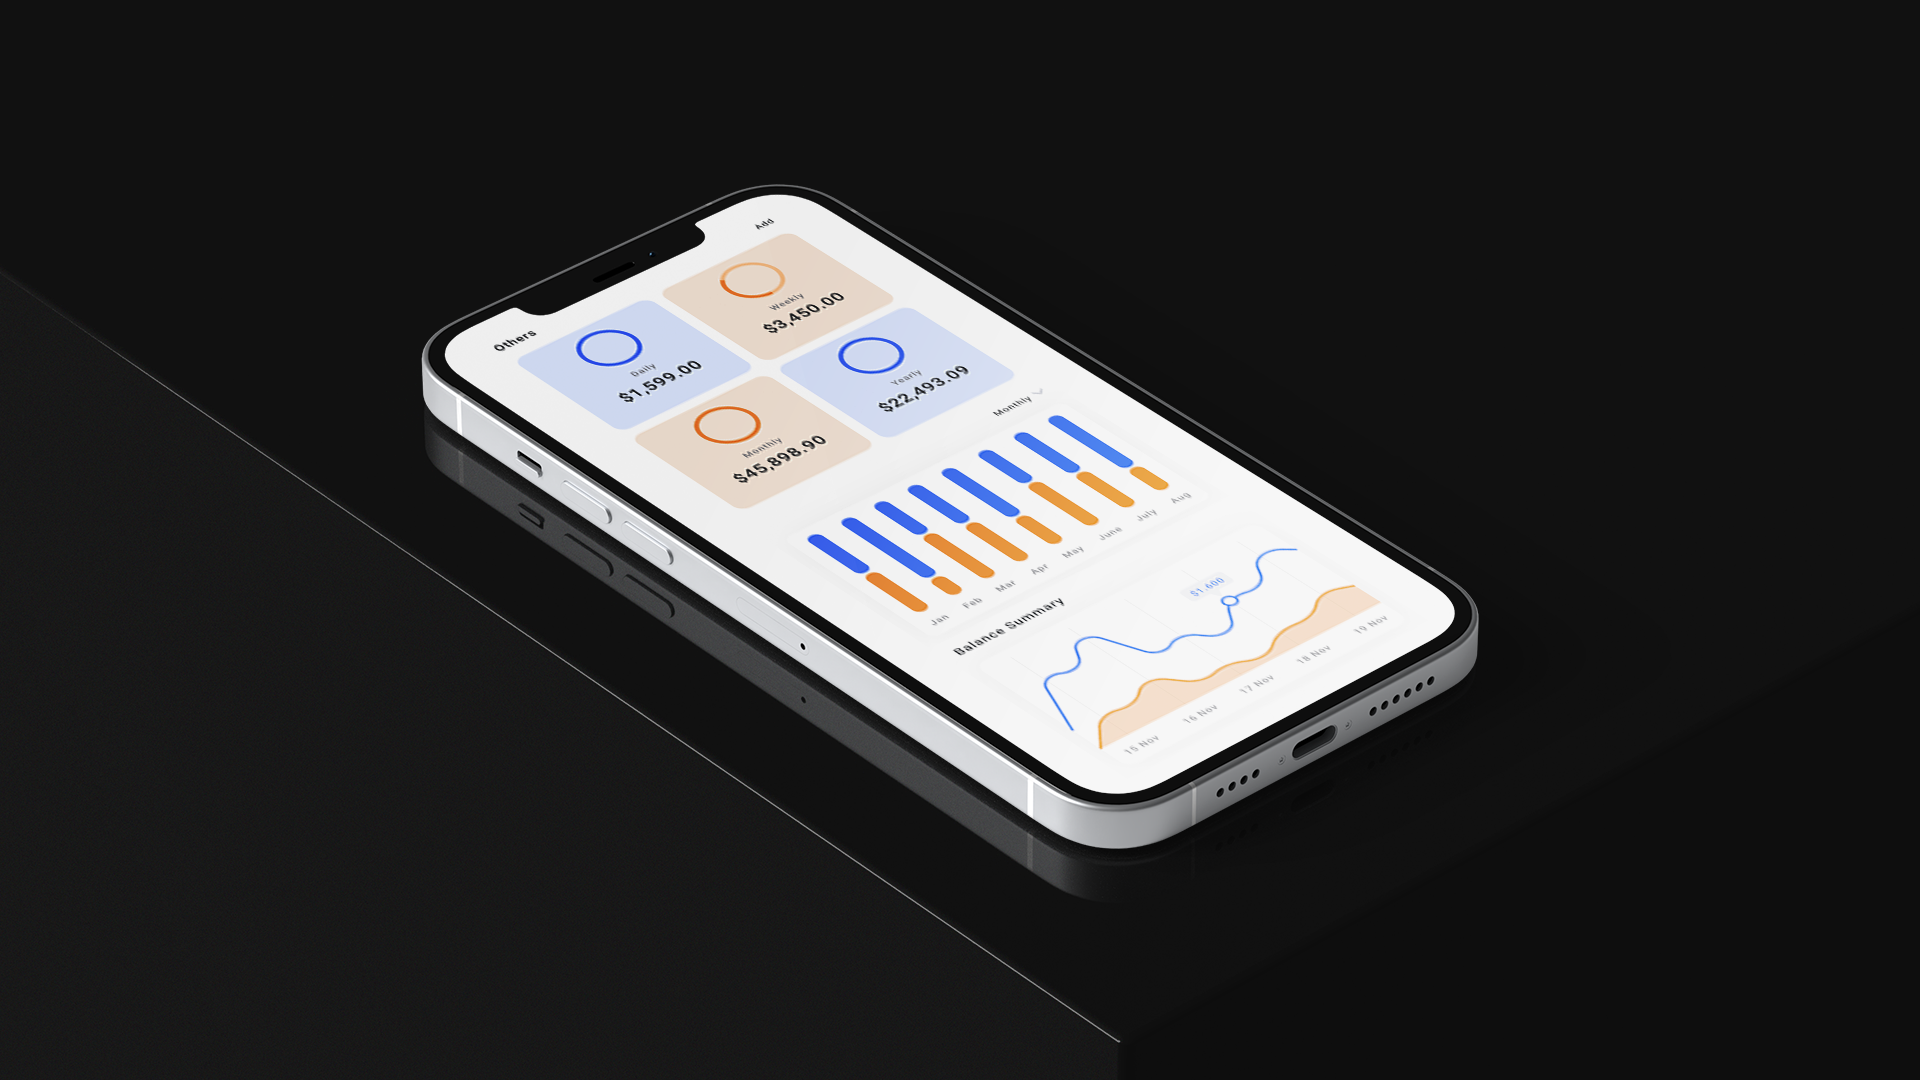 Others
Add
Daily
$1,599.00
Weekly
$3,450.00
Monthly
$45,898.90
Yearly
$22,493.09
Monthly
Jan Feb Mar Apr May June July Aug
Balance Summary
$1,600
15 Nov 16 Nov 17 Nov 18 Nov 19 Nov